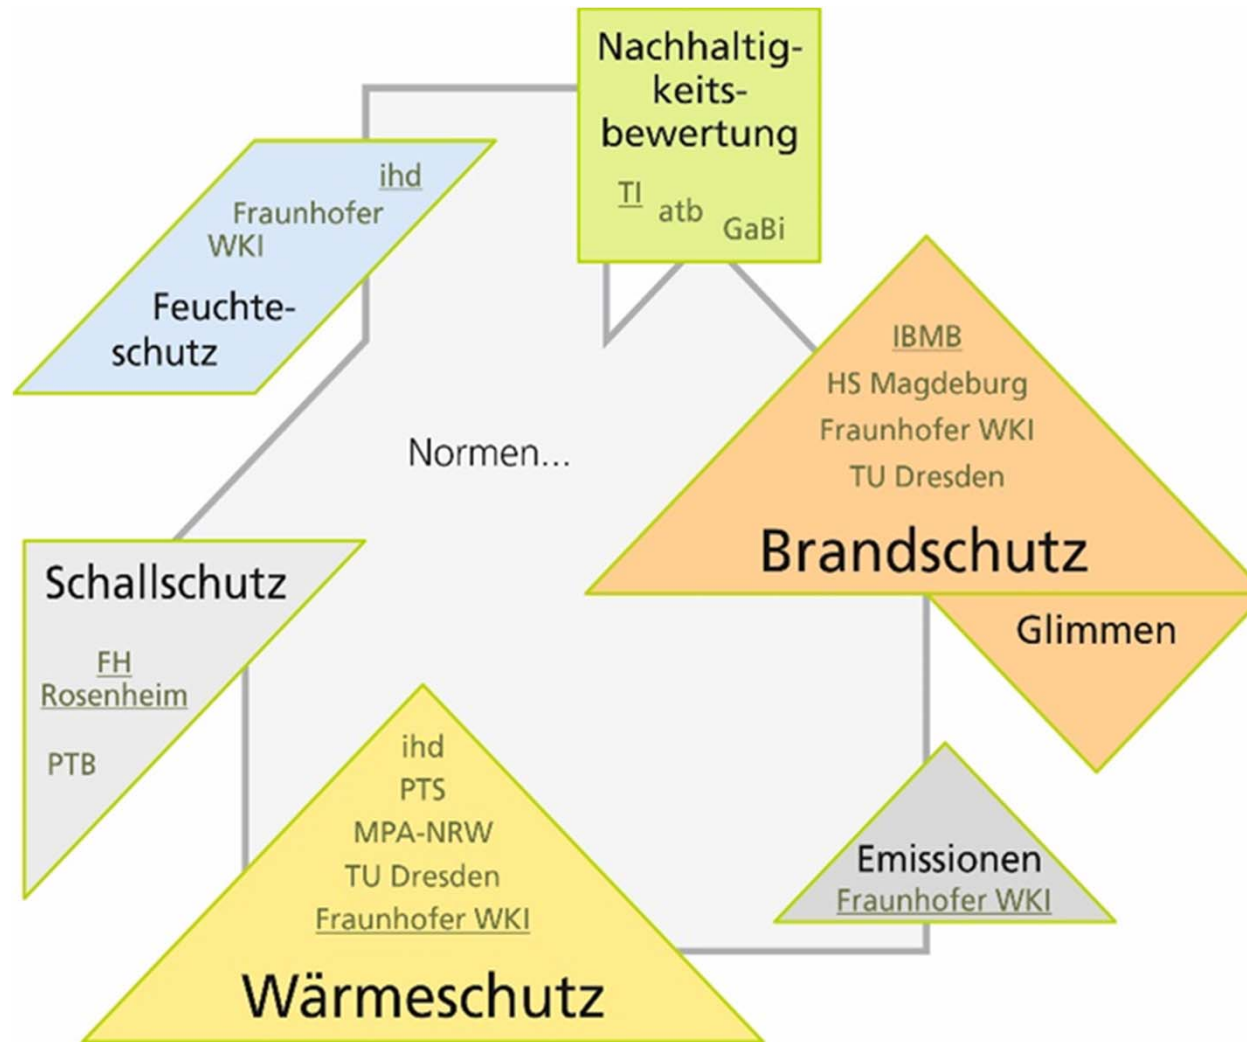 Nachhaltig-
keits-
bewertung
TI
atb
GaBi
ihd
Fraunhofer
WKI
Feuchte-
schutz
IBMB
HS Magdeburg
Fraunhofer WKI
TU Dresden
Brandschutz
Glimmen
Normen...
Schallschutz
FH
Rosenheim
PTB
ihd
PTS
MPA-NRW
TU Dresden
Fraunhofer WKI
Wärmeschutz
Emissionen
Fraunhofer WKI